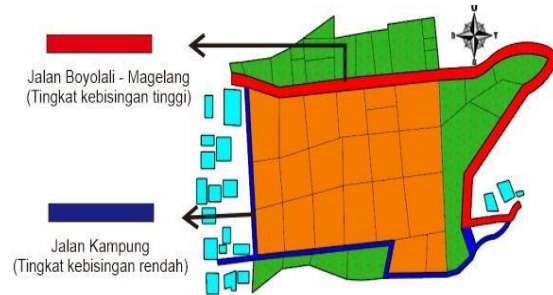 Jalan Boyolali - Magelang
(Tingkat kebisingan tinggi)
Jalan Kampung
(Tingkat kebisingan rendah)
U
B
T
S